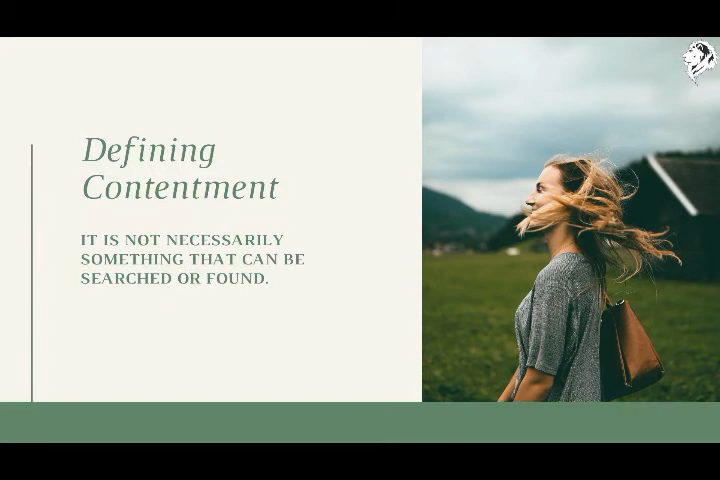 Defining
Contentment
IT IS NOT NECESSARILY
SOMETHING THAT CAN BE
SEARCHED OR FOUND.